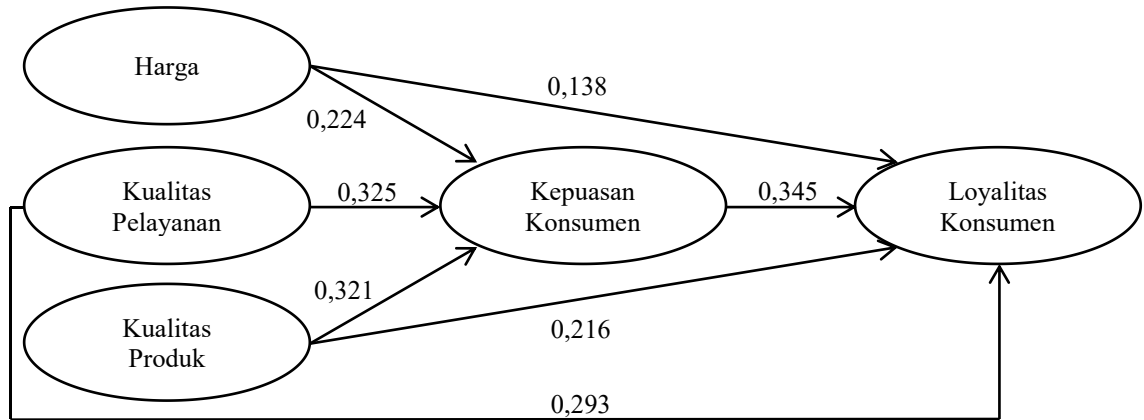 Harga
0,138
0,224
Kualitas
Pelayanan
0,325
Kepuasan
Konsumen
0,345
Loyalitas
Konsumen
0,321
Kualitas
Produk
0,216
0,293